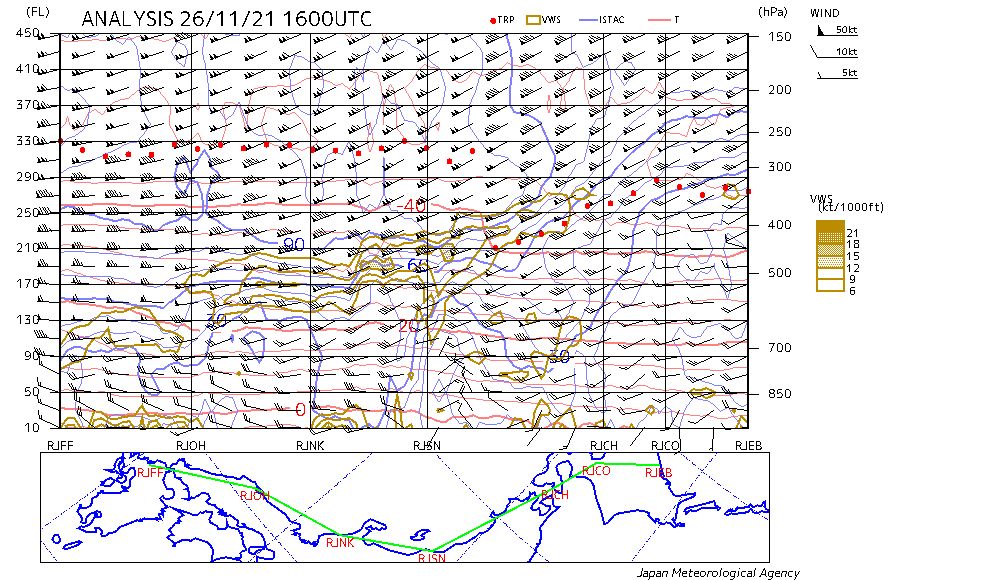 (FL) ANALYSIS 26/11/21 1600UTC TRP VWS ISTAC T (hPa) WIND
450 150 50kt
410 10kt
370 200 5kt
330 250
290 300
250 -40 VWS
(kt/1000ft)
400
210 90 21
60 18
170 500 15
12
130 30 9
20 6
90 30 700
50 850
10 0
RJFF RJOH RJNK RJSN RJCH RJCO RJEB
RJFF RJCO RJEB
RJOH RJCH
RJNK
RJSN
Japan Meteorological Agency